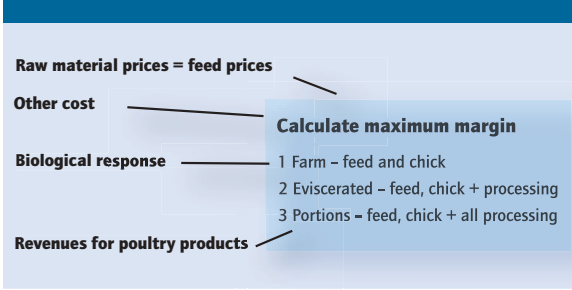 Raw material prices = feed prices
Other cost
Calculate maximum margin
Biological response
1 Farm – feed and chick
2 Eviscerated – feed, chick + processing
3 Portions – feed, chick + all processing
Revenues for poultry products